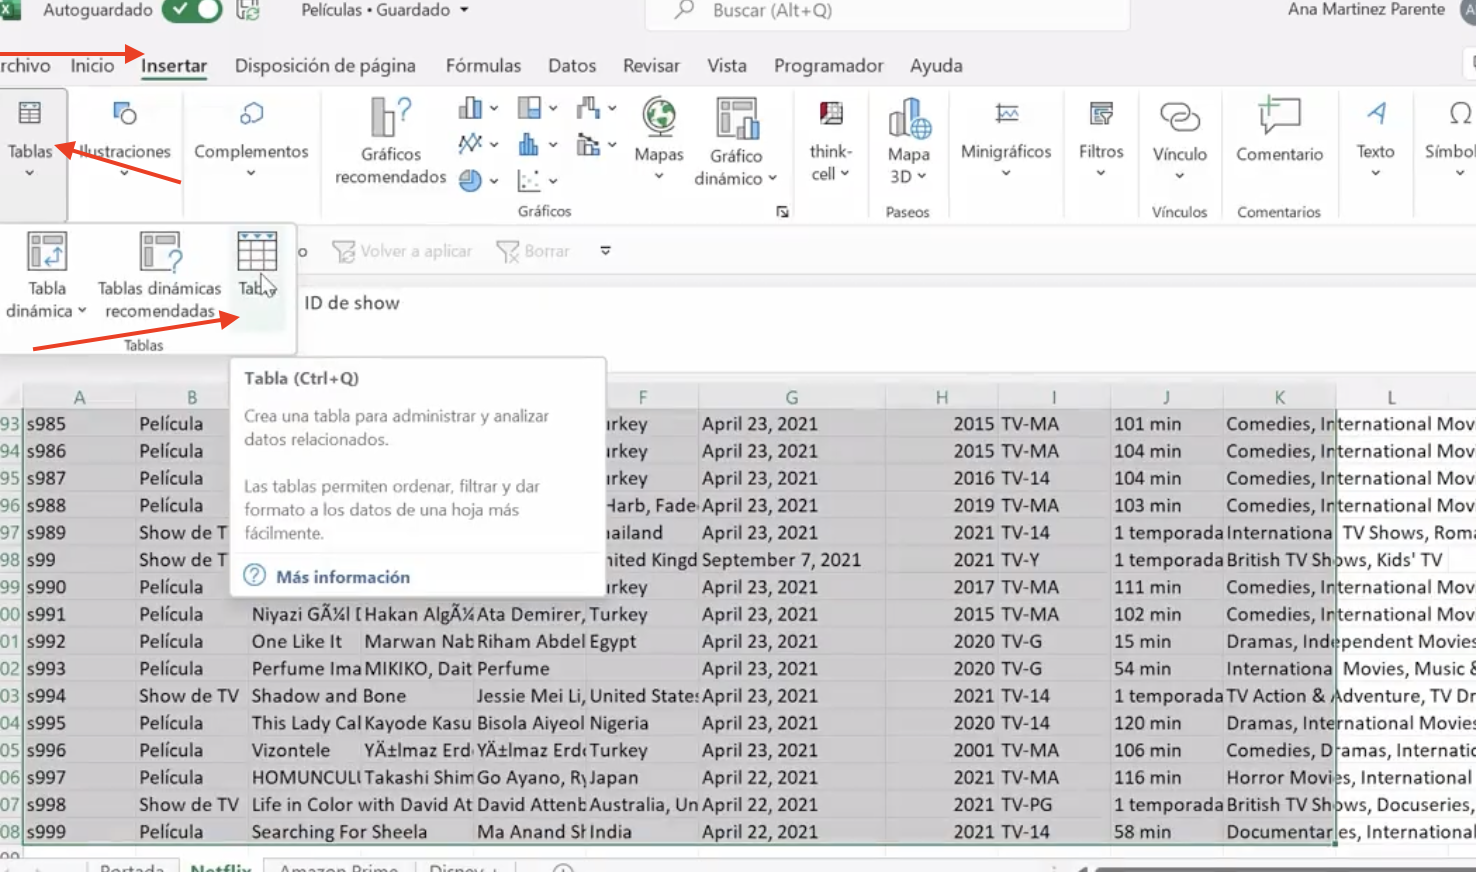 Autoguardado Películas • Guardado Buscar (Alt+Q) Ana Martinez Parente
rchivo Inicio Insertar Disposición de página Fórmulas Datos Revisar Vista Programador Ayuda
Tablas Ilustraciones Complementos Gráficos recomendados Mapas Gráfico dinámico think-cell Mapa 3D Minigráficos Filtros Vínculo Comentario Texto Símbol
Gráficos Paseos Vínculos Comentarios
o Volver a aplicar Borrar
Tabla dinámica Tablas dinámicas recomendadas
Tablas
ID de show
Tabla (Ctrl+Q)
Crea una tabla para administrar y analizar
datos relacionados.
Las tablas permiten ordenar, filtrar y dar
formato a los datos de una hoja más
fácilmente.
Más información
A B F G H I J K L
93 s985 Película urkey April 23, 2021 2015 TV-MA 101 min Comedies, International Mov
94 s986 Película urkey April 23, 2021 2015 TV-MA 104 min Comedies, International Mov
95 s987 Película urkey April 23, 2021 2016 TV-14 104 min Comedies, International Mov
96 s988 Película Harb, Fade April 23, 2021 2019 TV-MA 103 min Comedies, International Mov
97 s989 Show de T ailand April 23, 2021 2021 TV-14 1 temporada International TV Shows, Roma
98 s99 Show de T nited Kingd September 7, 2021 2021 TV-Y 1 temporada British TV Shows, Kids' TV
99 s990 Película urkey April 23, 2021 2017 TV-MA 111 min Comedies, International Mov
00 s991 Película Niyazi GÃ¼l D Hakan AlgÃ¼ Ata Demirer, Turkey April 23, 2021 2015 TV-MA 102 min Comedies, International Mov
01 s992 Película One Like It Marwan Nab Riham Abdel Egypt April 23, 2021 2020 TV-G 15 min Dramas, Independent Movies
02 s993 Película Perfume Ima MIKIKO, Dait Perfume April 23, 2021 2020 TV-G 54 min International Movies, Music &
03 s994 Show de TV Shadow and Bone Jessie Mei Li, United States April 23, 2021 2021 TV-14 1 temporada TV Action & Adventure, TV Dr
04 s995 Película This Lady Cal Kayode Kasu Bisola Aiyeol Nigeria April 23, 2021 2020 TV-14 120 min Dramas, International Movies
05 s996 Película Vizontele YÄ±lmaz Erd YÄ±lmaz Erd Turkey April 23, 2021 2001 TV-MA 106 min Comedies, Dramas, Internatio
06 s997 Película HOMUNCUL Takashi Shim Go Ayano, Ry Japan April 22, 2021 2021 TV-MA 116 min Horror Movies, International
07 s998 Show de TV Life in Color with David At David Attenb Australia, Un April 22, 2021 2021 TV-PG 1 temporada British TV Shows, Docuseries,
08 s999 Película Searching For Sheela Ma Anand Sh India April 22, 2021 2021 TV-14 58 min Documentaries, International
Portada Netflix Amazon Prime Disney +